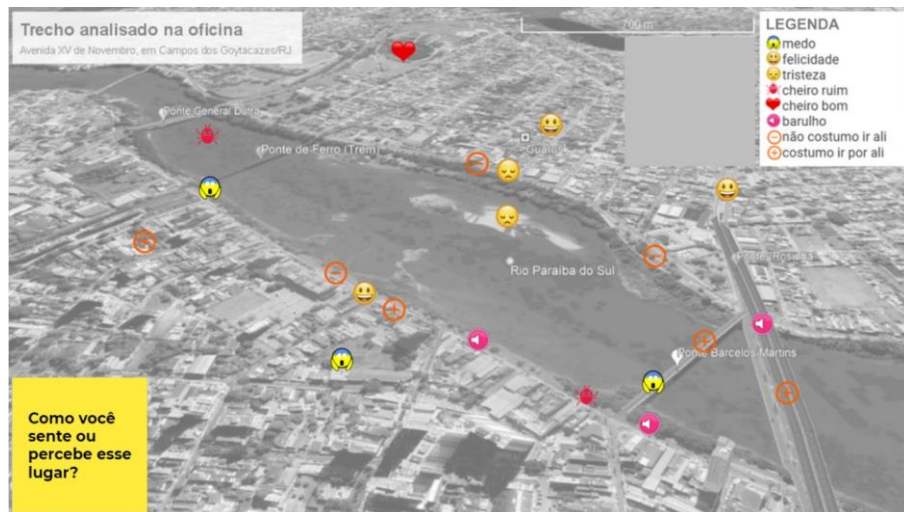 Trecho analisado na oficina
Avenida XV de Novembro, em Campos dos Goytacazes/RJ
700 m
LEGENDA
medo
felicidade
tristeza
cheiro ruim
cheiro bom
barulho
não costumo ir ali
costumo ir por ali
Ponte General Dutra
Ponte de Ferro (Trem)
Guarus
Rio Paraíba do Sul
Ponte Barcelos Martins
Como você
sente ou
percebe esse
lugar?